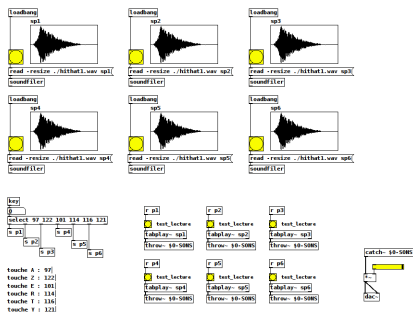 loadbang loadbang loadbang
sp1 sp2 sp3
read -resize ./hithat1.wav sp1 read -resize ./hithat1.wav sp2 read -resize ./hithat1.wav sp3
soundfiler soundfiler soundfiler
loadbang loadbang loadbang
sp4 sp5 sp6
read -resize ./hithat1.wav sp4 read -resize ./hithat1.wav sp5 read -resize ./hithat1.wav sp6
soundfiler soundfiler soundfiler
key
0
select 97 122 101 114 116 121
s p1 s p4
s p2 s p5
s p3 s p6
touche A : 97
touche Z : 122
touche E : 101
touche R : 114
touche T : 116
touche Y : 121
r p1 r p2 r p3
test_lecture test_lecture test_lecture
tabplay~ sp1 tabplay~ sp2 tabplay~ sp3
throw~ $0-SONS throw~ $0-SONS throw~ $0-SONS
r p4 r p5 r p6
test_lecture test_lecture test_lecture
tabplay~ sp4 tabplay~ sp5 tabplay~ sp6
throw~ $0-SONS throw~ $0-SONS throw~ $0-SONS
catch~ $0-SONS
*~
dac~